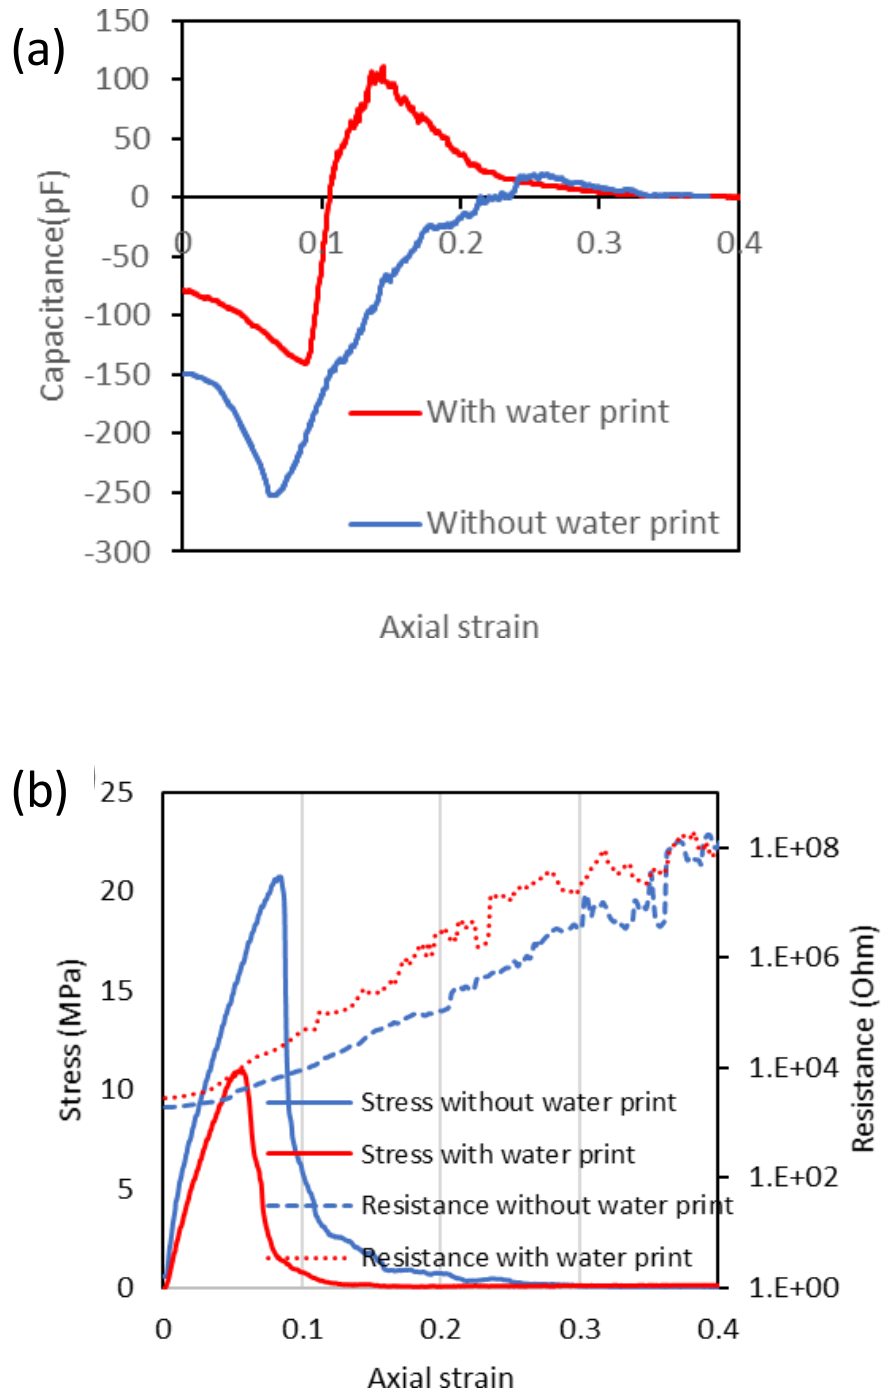 (a)
150
100
50
0
-50
-100
-150
-200
-250
-300
Capacitance(pF)
0 0.1 0.2 0.3 0.4
With water print
Without water print
Axial strain
(b)
25
20
15
10
5
0
Stress (MPa)
1.E+08
1.E+06
1.E+04
1.E+02
1.E+00
Resistance (Ohm)
Stress without water print
Stress with water print
Resistance without water print
Resistance with water print
0 0.1 0.2 0.3 0.4
Axial strain